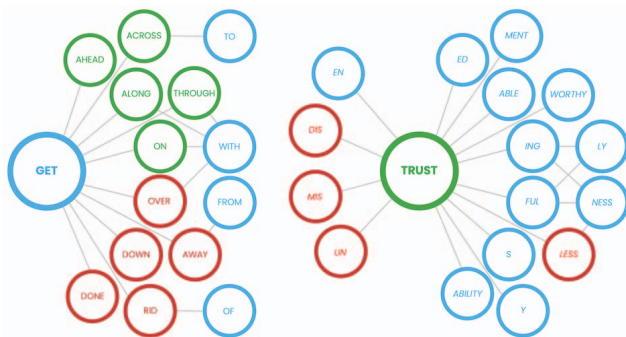 ACROSS
TO
AHEAD
ALONG
THROUGH
ON
WITH
GET
OVER
FROM
DOWN
AWAY
DONE
RID
OF
EN
ED
MENT
ABLE
WORTHY
DIS
ING
LY
TRUST
MIS
FUL
NESS
UN
S
LESS
ABILITY
Y